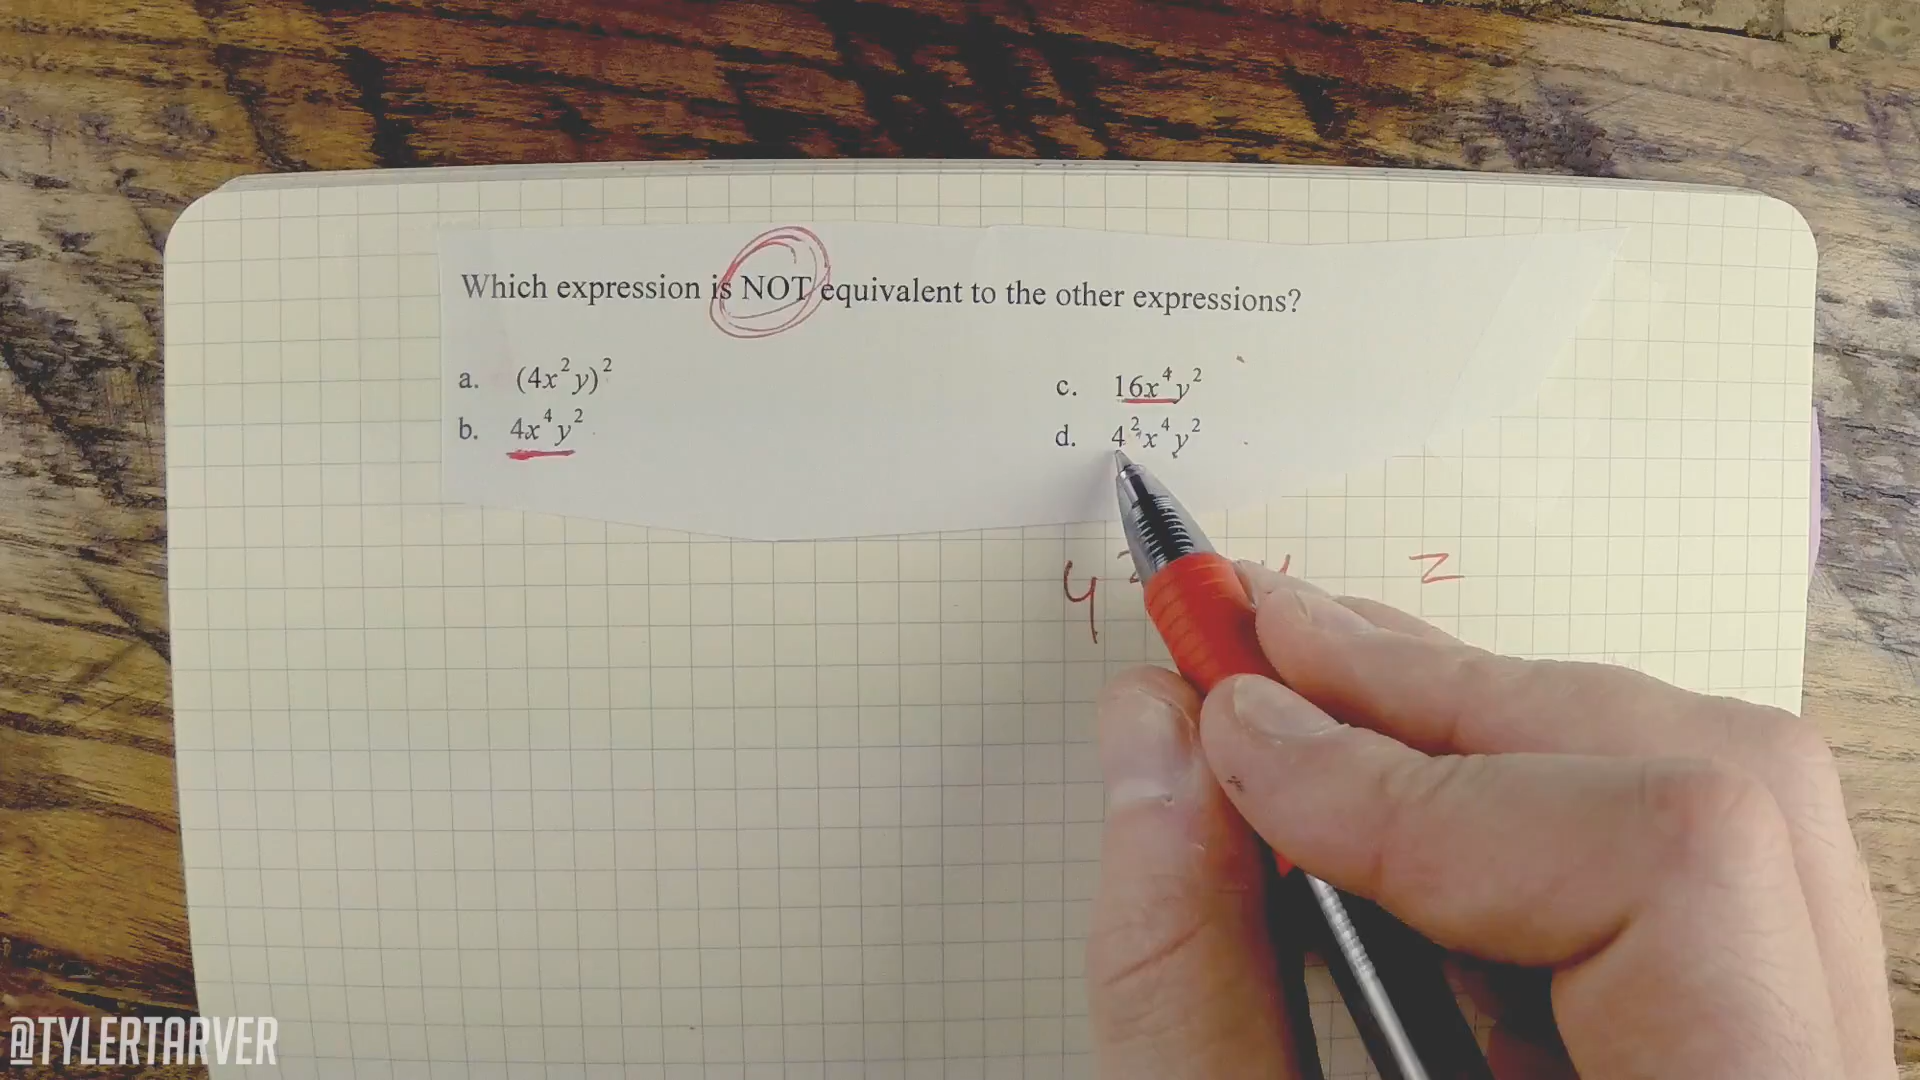 Which expression is NOT equivalent to the other expressions?
a. (4x²y)²
b. 4x⁴y²
c. 16x⁴y²
d. 4²x⁴y²
@TYLERTARVER